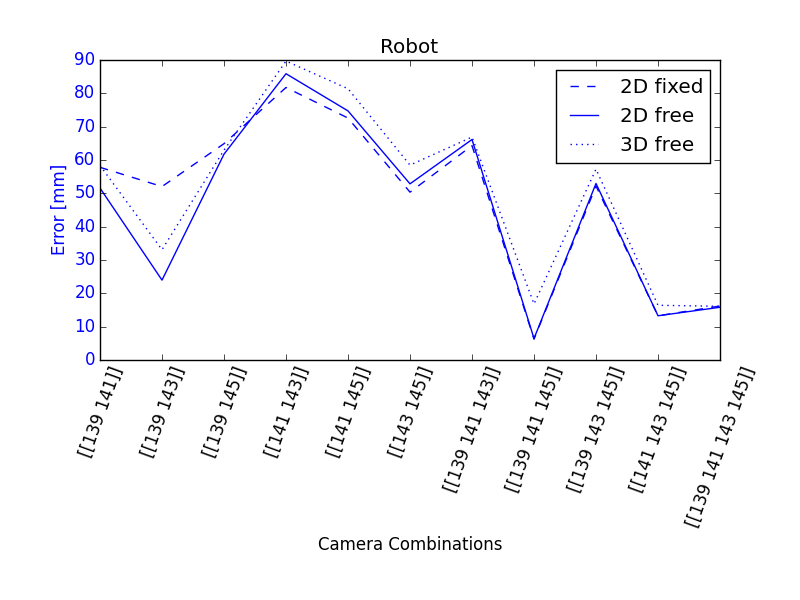 Robot
90
80
70
60
50
40
30
20
10
0
Error [mm]
2D fixed
2D free
3D free
[[139 141]]
[[139 143]]
[[139 145]]
[[141 143]]
[[141 145]]
[[143 145]]
[[139 141 143]]
[[139 141 145]]
[[139 143 145]]
[[141 143 145]]
[[139 141 143 145]]
Camera Combinations